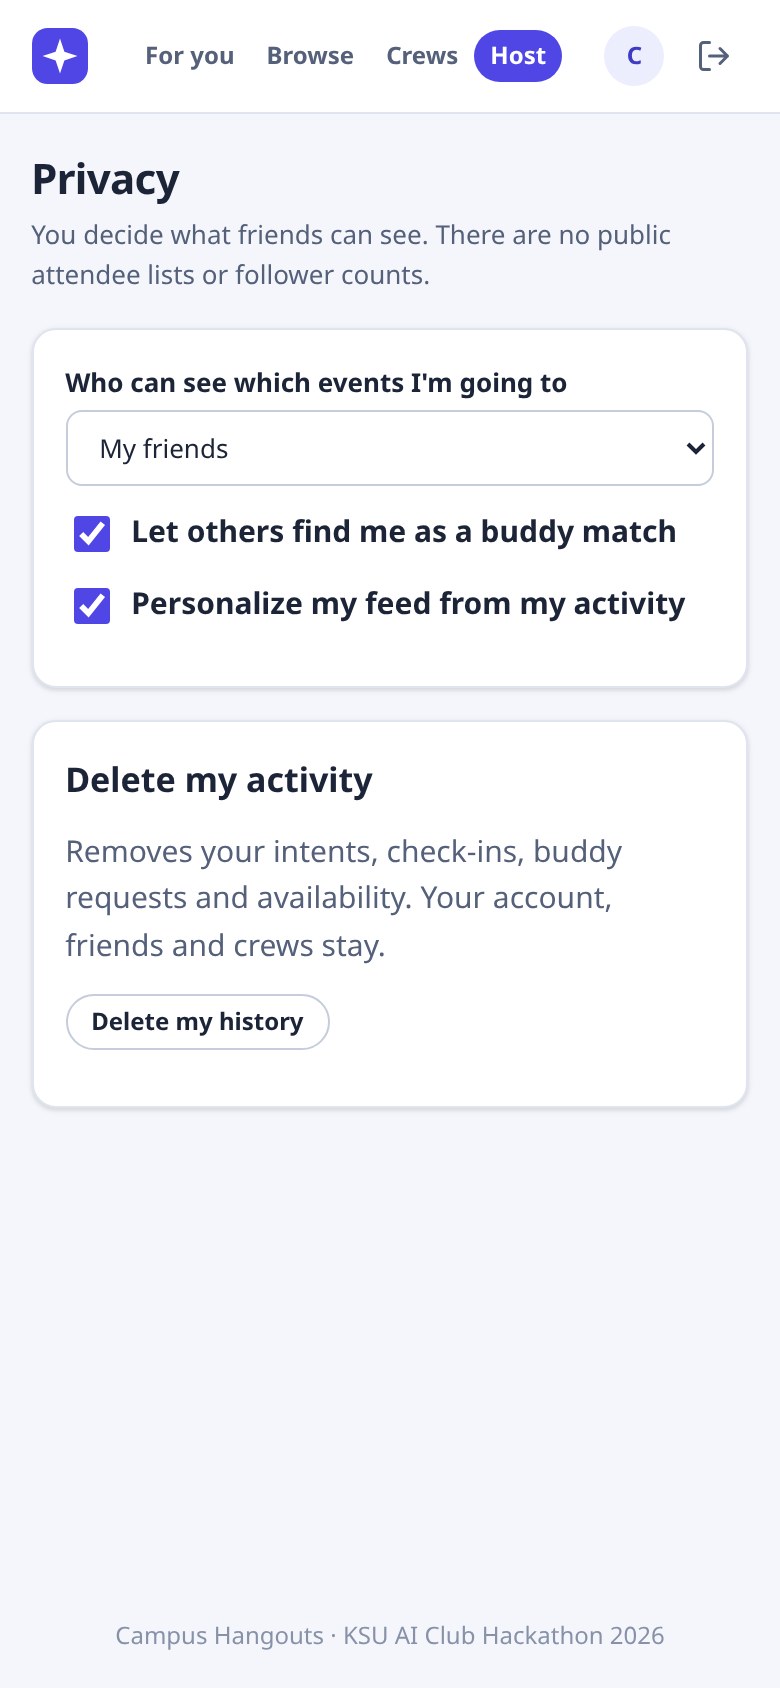 For you Browse Crews Host C
Privacy
You decide what friends can see. There are no public
attendee lists or follower counts.
Who can see which events I'm going to
My friends
Let others find me as a buddy match
Personalize my feed from my activity
Delete my activity
Removes your intents, check-ins, buddy
requests and availability. Your account,
friends and crews stay.
Delete my history
Campus Hangouts · KSU AI Club Hackathon 2026